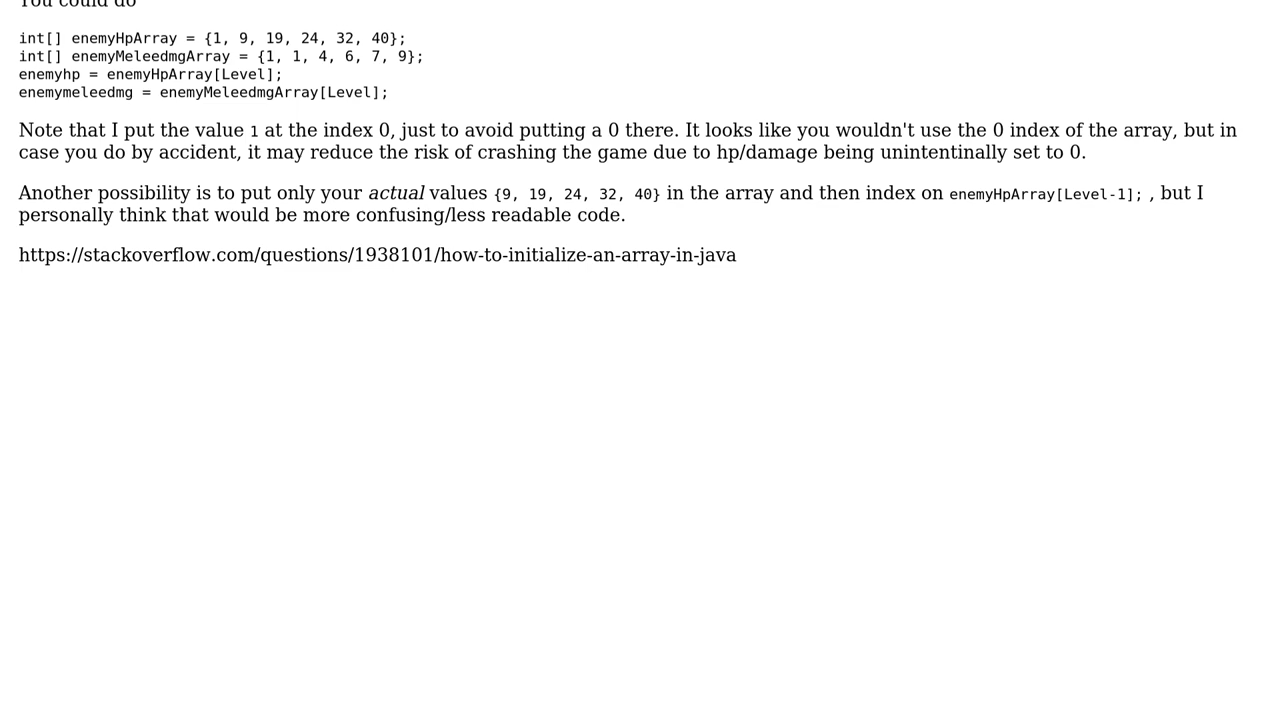 You could do
int[] enemyHpArray = {1, 9, 19, 24, 32, 40};
int[] enemyMeleedmgArray = {1, 1, 4, 6, 7, 9};
enemyhp = enemyHpArray[Level];
enemymeleedmg = enemyMeleedmgArray[Level];
Note that I put the value 1 at the index 0, just to avoid putting a 0 there. It looks like you wouldn't use the 0 index of the array, but in
case you do by accident, it may reduce the risk of crashing the game due to hp/damage being unintentinally set to 0.
Another possibility is to put only your actual values {9, 19, 24, 32, 40} in the array and then index on enemyHpArray[Level-1]; , but I
personally think that would be more confusing/less readable code.
https://stackoverflow.com/questions/1938101/how-to-initialize-an-array-in-java